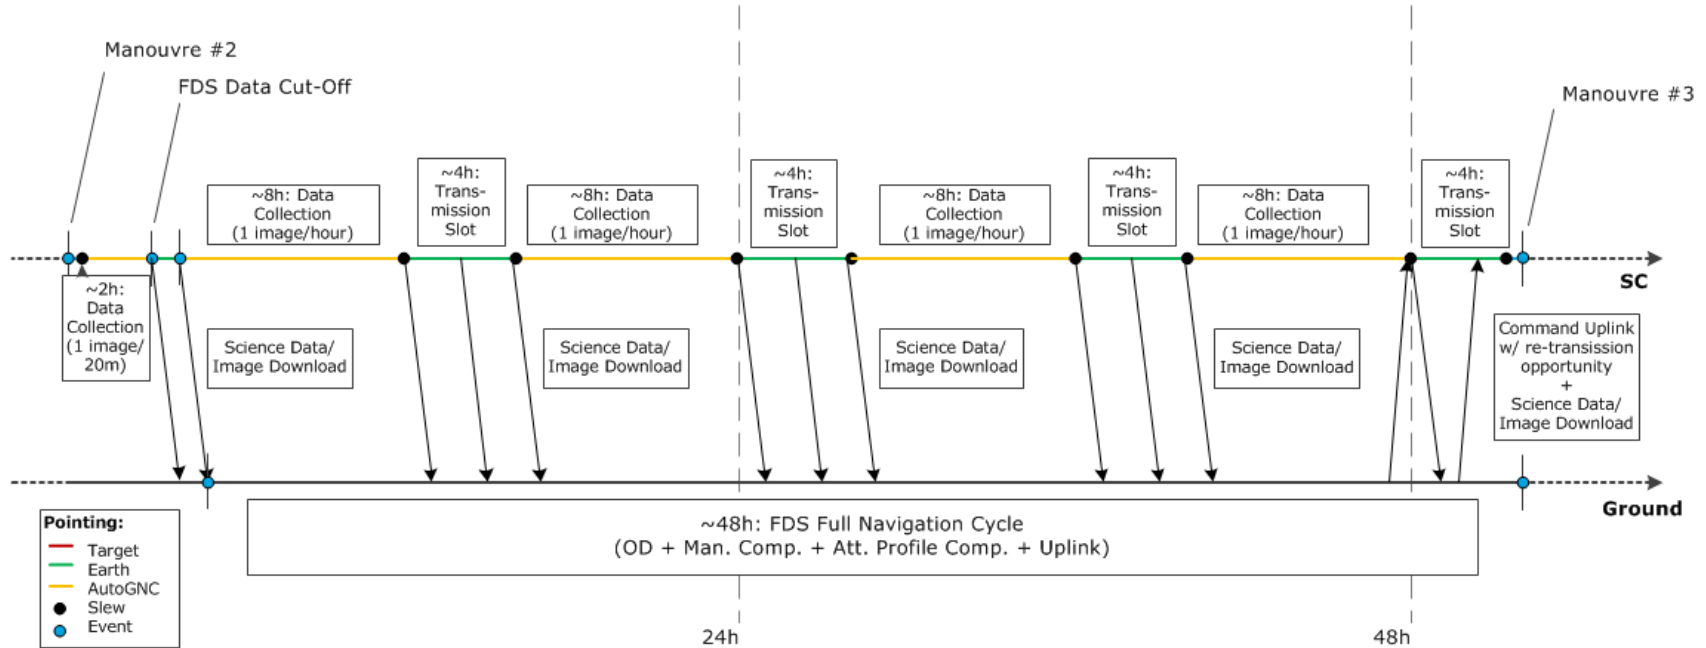 Manouvre #2
FDS Data Cut-Off
Manouvre #3
~8h: Data
Collection
(1 image/hour)
~4h:
Trans-
mission
Slot
~8h: Data
Collection
(1 image/hour)
~4h:
Trans-
mission
Slot
~8h: Data
Collection
(1 image/hour)
~4h:
Trans-
mission
Slot
~8h: Data
Collection
(1 image/hour)
~4h:
Trans-
mission
Slot
SC
~2h:
Data
Collection
(1 image/
20m)
Science Data/
Image Download
Science Data/
Image Download
Science Data/
Image Download
Science Data/
Image Download
Command Uplink
w/ re-transission
opportunity
+
Science Data/
Image Download
Ground
~48h: FDS Full Navigation Cycle
(OD + Man. Comp. + Att. Profile Comp. + Uplink)
Pointing:
Target
Earth
AutoGNC
Slew
Event
24h
48h